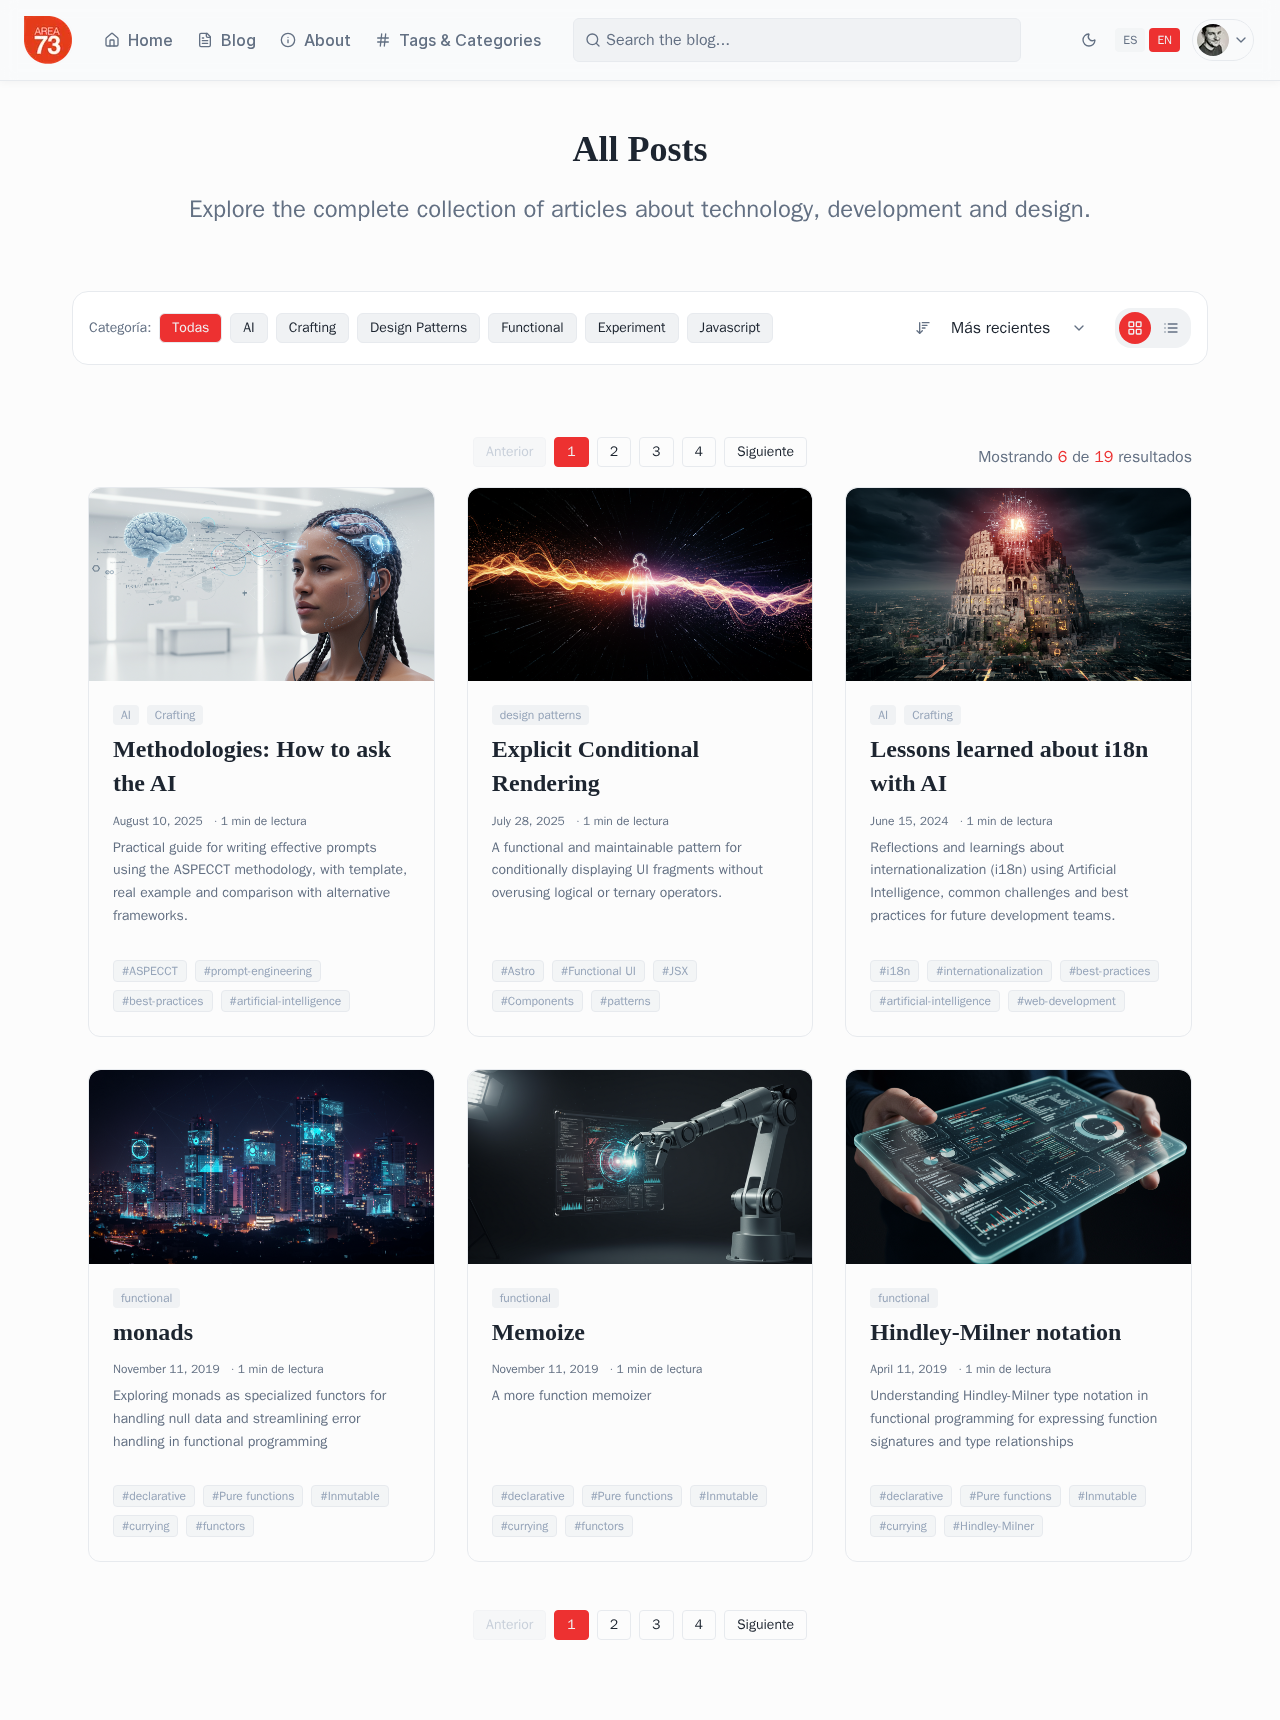 AREA
73
Home
Blog
About
Tags & Categories
Search the blog...
ES
EN
All Posts
Explore the complete collection of articles about technology, development and design.
Categoría:
Todas
AI
Crafting
Design Patterns
Functional
Experiment
Javascript
Más recientes
Anterior
1
2
3
4
Siguiente
Mostrando 6 de 19 resultados
IA
AI
Crafting
Methodologies: How to ask
the AI
August 10, 2025 · 1 min de lectura
Practical guide for writing effective prompts
using the ASPECCT methodology, with template,
real example and comparison with alternative
frameworks.
#ASPECCT
#prompt-engineering
#best-practices
#artificial-intelligence
design patterns
Explicit Conditional
Rendering
July 28, 2025 · 1 min de lectura
A functional and maintainable pattern for
conditionally displaying UI fragments without
overusing logical or ternary operators.
#Astro
#Functional UI
#JSX
#Components
#patterns
AI
Crafting
Lessons learned about i18n
with AI
June 15, 2024 · 1 min de lectura
Reflections and learnings about
internationalization (i18n) using Artificial
Intelligence, common challenges and best
practices for future development teams.
#i18n
#internationalization
#best-practices
#artificial-intelligence
#web-development
functional
monads
November 11, 2019 · 1 min de lectura
Exploring monads as specialized functors for
handling null data and streamlining error
handling in functional programming
#declarative
#Pure functions
#Inmutable
#currying
#functors
functional
Memoize
November 11, 2019 · 1 min de lectura
A more function memoizer
#declarative
#Pure functions
#Inmutable
#currying
#functors
functional
Hindley-Milner notation
April 11, 2019 · 1 min de lectura
Understanding Hindley-Milner type notation in
functional programming for expressing function
signatures and type relationships
#declarative
#Pure functions
#Inmutable
#currying
#Hindley-Milner
Anterior
1
2
3
4
Siguiente